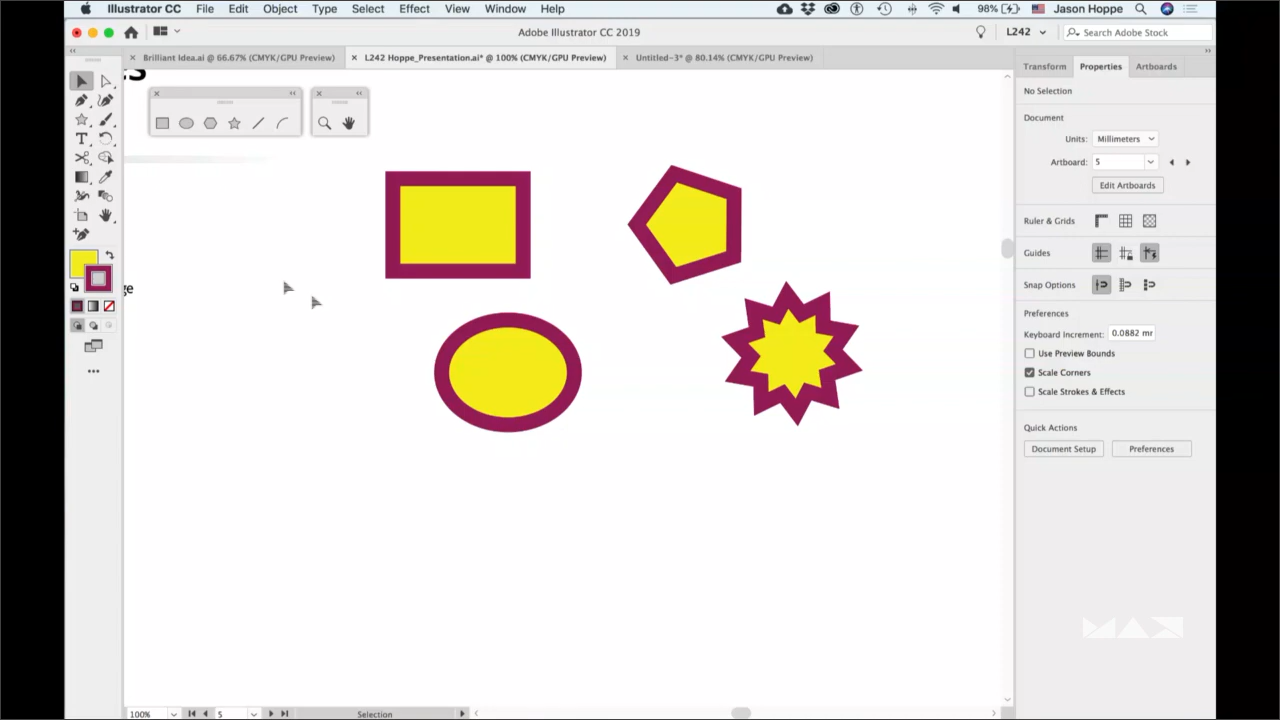 Illustrator CC File Edit Object Type Select Effect View Window Help 98% Jason Hoppe
Adobe Illustrator CC 2019 L242 Search Adobe Stock
Brilliant Idea.ai @ 66.67% (CMYK/GPU Preview) L242 Hoppe_Presentation.ai* @ 100% (CMYK/GPU Preview) Untitled-3* @ 80.14% (CMYK/GPU Preview)
Transform Properties Artboards
No Selection
Document
Units: Millimeters
Artboard: 5
Edit Artboards
Ruler & Grids
Guides
ge
Snap Options
Preferences
Keyboard Increment: 0.0882 mr
Use Preview Bounds
Scale Corners
Scale Strokes & Effects
Quick Actions
Document Setup Preferences
MAX
100% 5 Selection